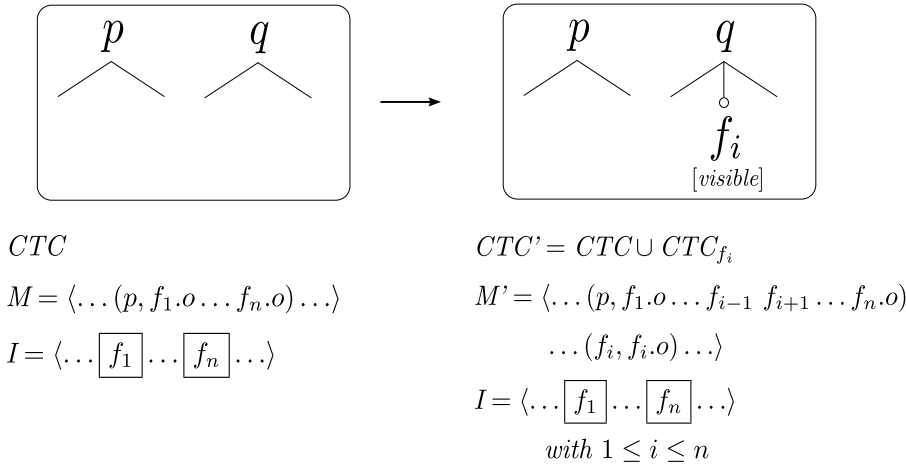 p q
p q
f_i
[visible]
CTC
M = ⟨… (p, f_1.o … f_n.o) …⟩
I = ⟨… f_1 … f_n …⟩
CTC' = CTC ∪ CTC_{f_i}
M' = ⟨… (p, f_1.o … f_{i−1} f_{i+1} … f_n.o)
… (f_i, f_i.o) …⟩
I = ⟨… f_1 … f_n …⟩
with 1 ≤ i ≤ n